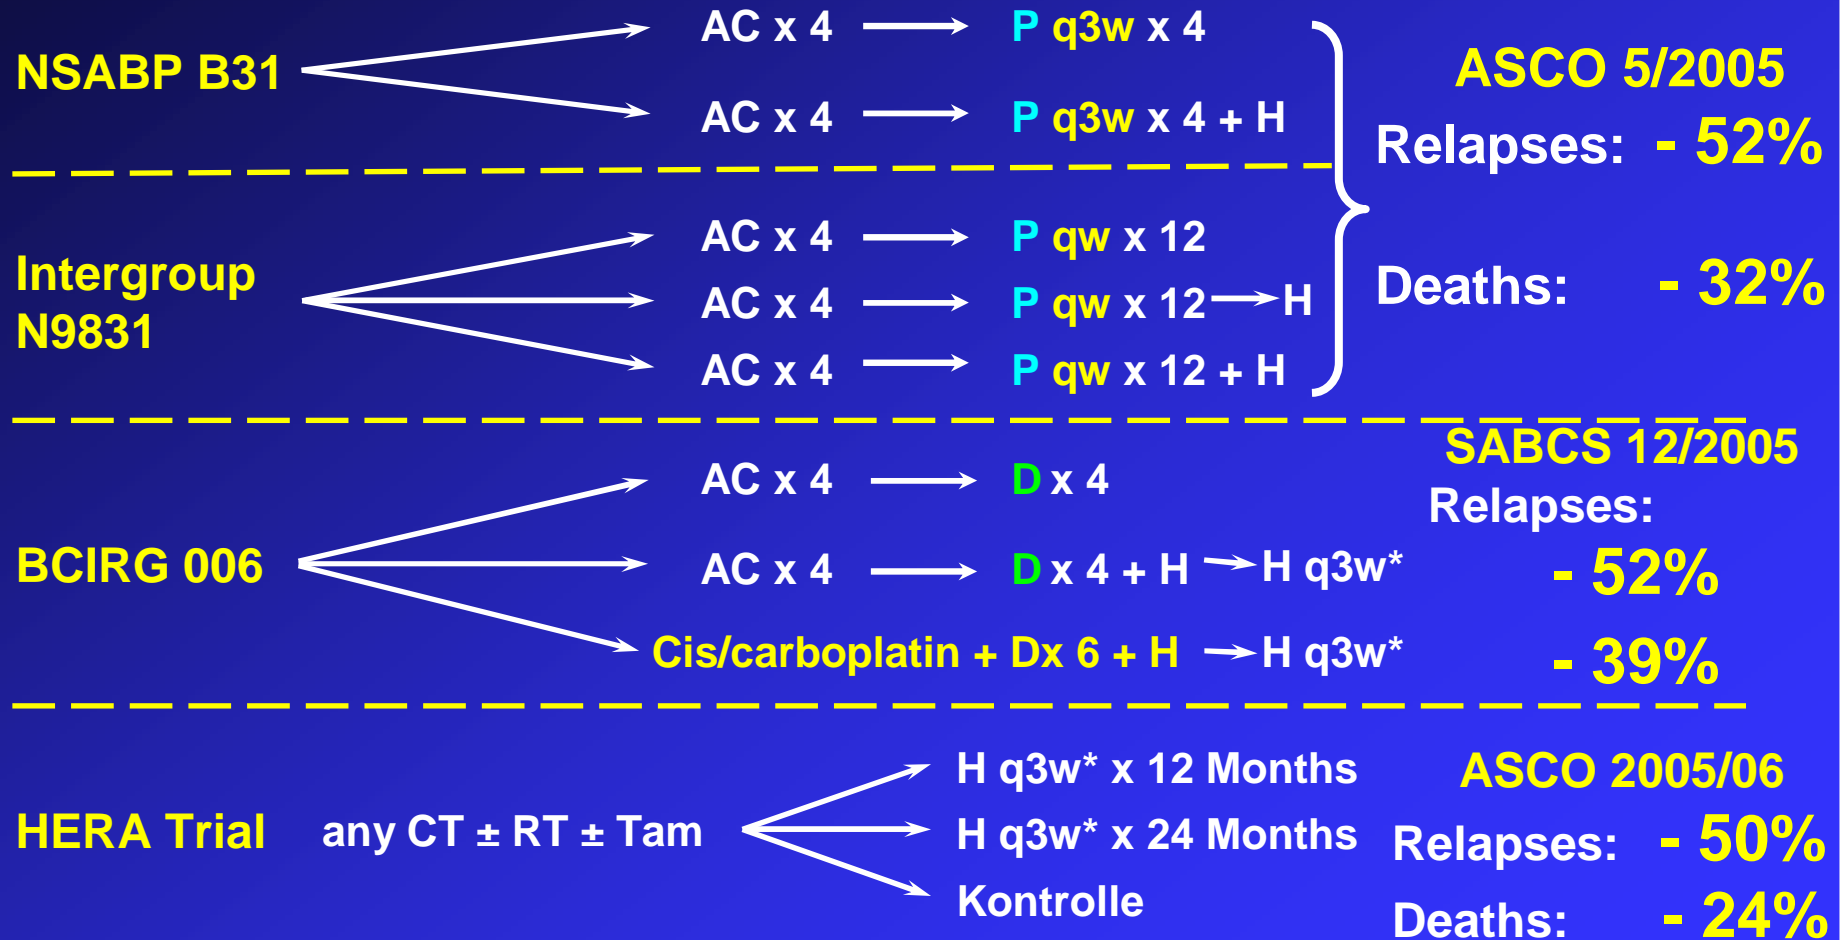 NSABP B31
AC x 4 P q3w x 4
AC x 4 P q3w x 4 + H
ASCO 5/2005
Relapses: - 52%
Deaths: - 32%
Intergroup
N9831
AC x 4 P qw x 12
AC x 4 P qw x 12 H
AC x 4 P qw x 12 + H
BCIRG 006
AC x 4 D x 4
AC x 4 D x 4 + H H q3w*
Cis/carboplatin + Dx 6 + H H q3w*
SABCS 12/2005
Relapses:
- 52%
- 39%
HERA Trial any CT ± RT ± Tam
H q3w* x 12 Months
H q3w* x 24 Months
Kontrolle
ASCO 2005/06
Relapses: - 50%
Deaths: - 24%